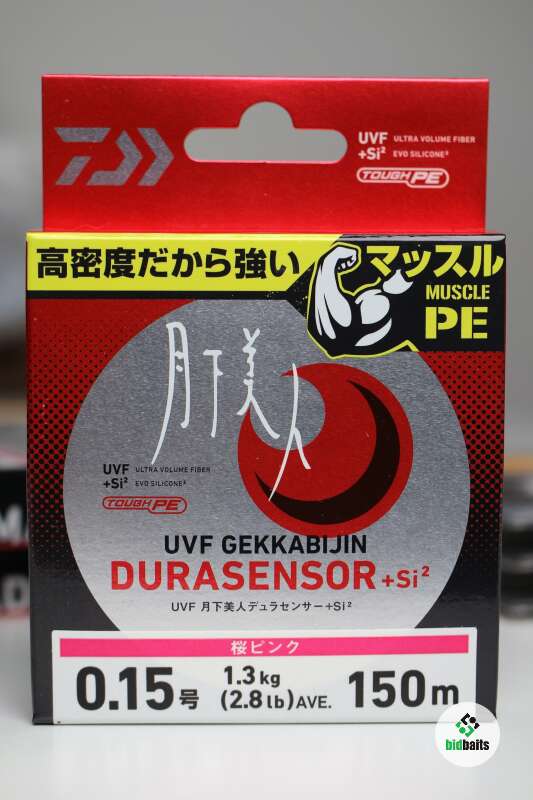 UVF ULTRA VOLUME FIBER
+Si² EVO SILICONE²
TOUGH PE
高密度だから強い
マッスル
MUSCLE
PE
月下美人
UVF ULTRA VOLUME FIBER
+Si² EVO SILICONE²
TOUGH PE
UVF GEKKABIJIN
DURASENSOR +Si²
UVF 月下美人デュラセンサー+Si²
桜ピンク
0.15号 1.3kg (2.8lb) AVE. 150m
bidbaits